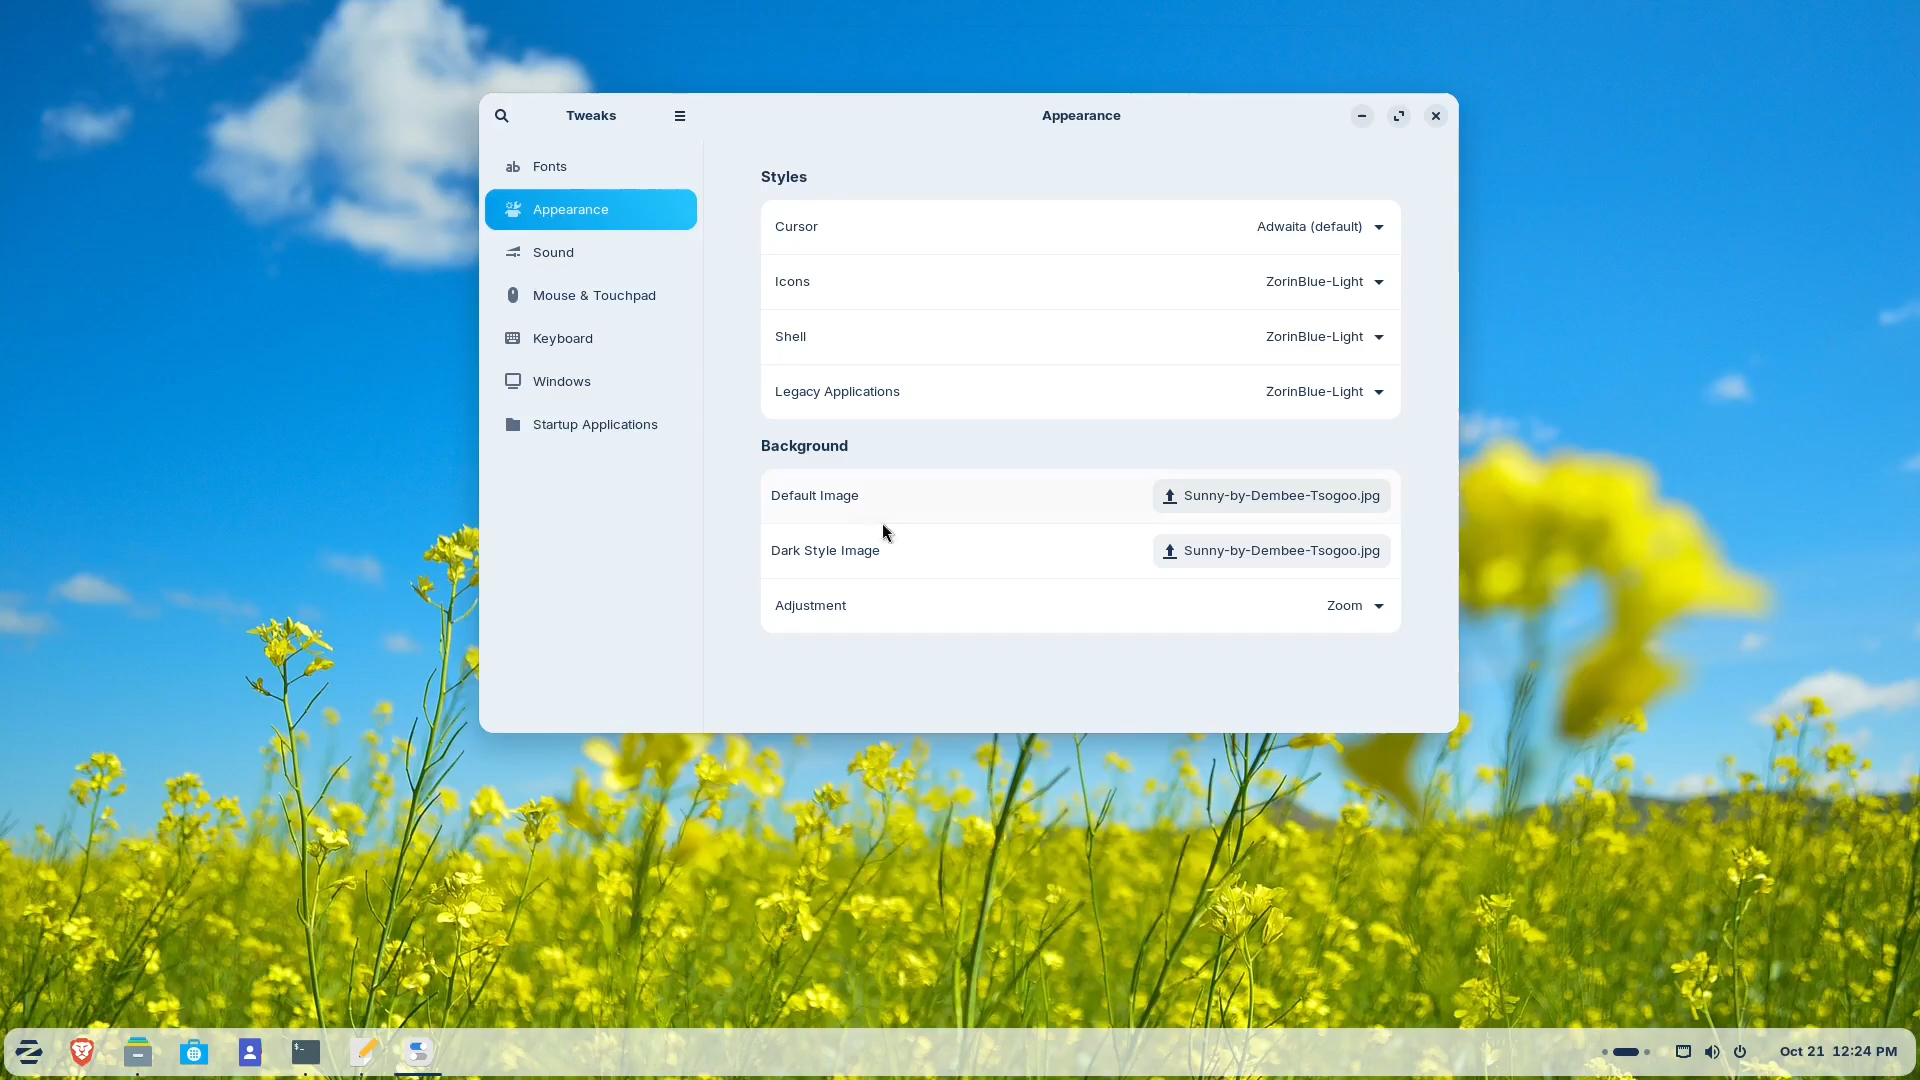 Tweaks
Appearance
Fonts
Appearance
Sound
Mouse & Touchpad
Keyboard
Windows
Startup Applications
Styles
Cursor Adwaita (default)
Icons ZorinBlue-Light
Shell ZorinBlue-Light
Legacy Applications ZorinBlue-Light
Background
Default Image Sunny-by-Dembee-Tsogoo.jpg
Dark Style Image Sunny-by-Dembee-Tsogoo.jpg
Adjustment Zoom
Oct 21 12:24 PM